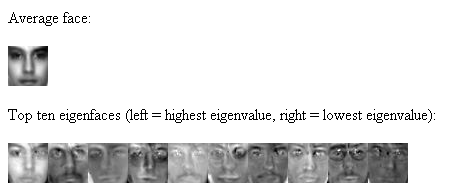 Average face:
Top ten eigenfaces (left = highest eigenvalue, right = lowest eigenvalue):